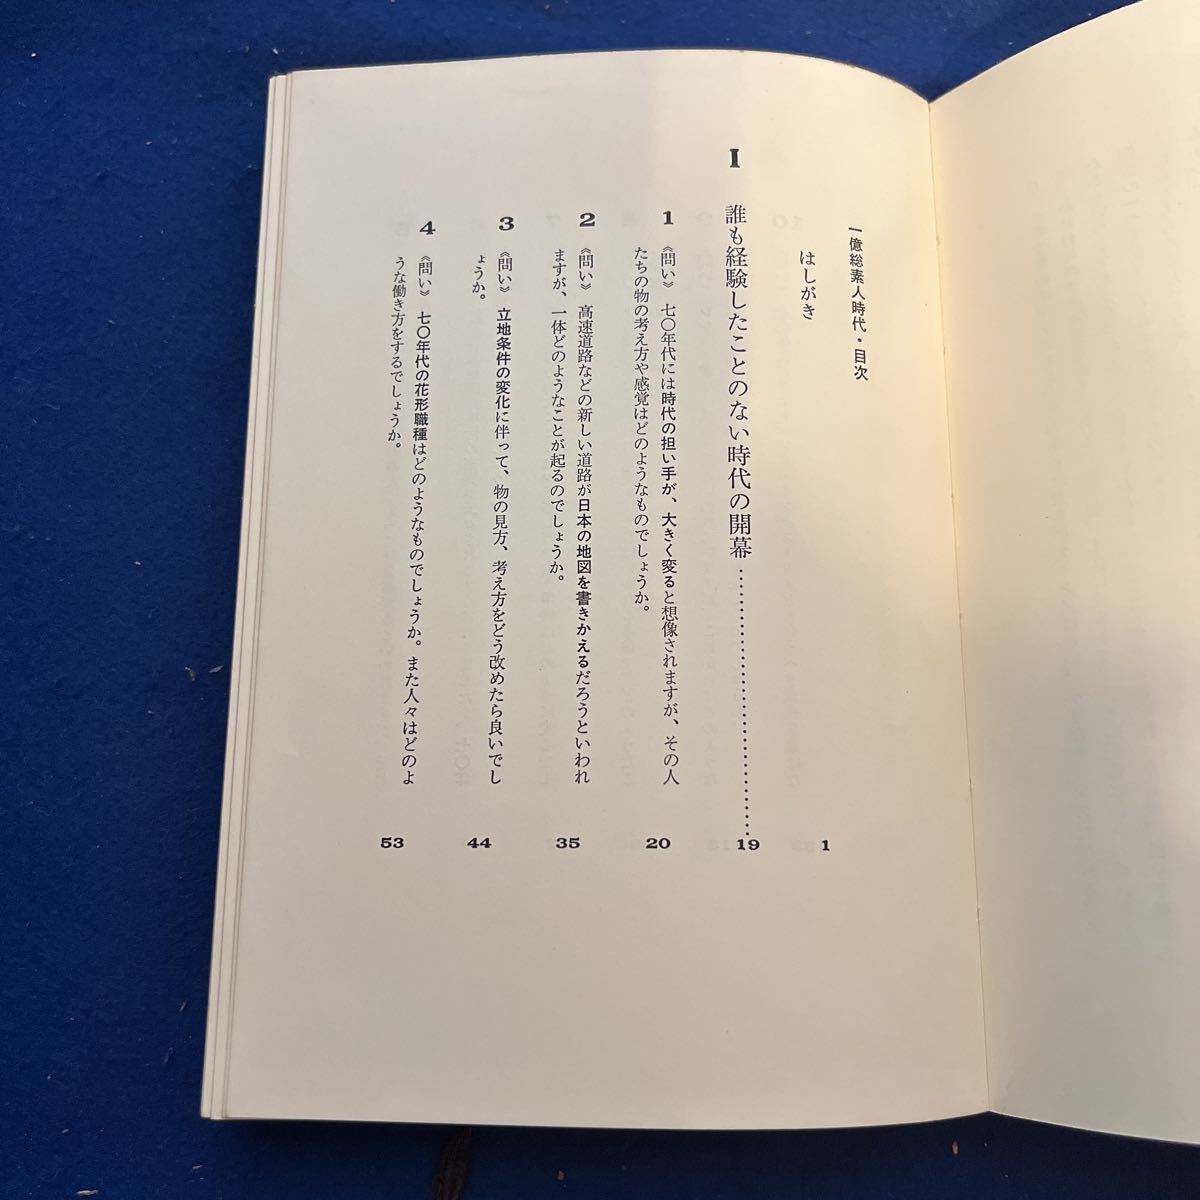 一億総素人時代・目次
はしがき 1
I 誰も経験したことのない時代の開幕 19
1 《問い》 七〇年代には時代の担い手が、大きく変ると想像されますが、その人
たちの物の考え方や感覚はどのようなものでしょうか。 20
2 《問い》 高速道路などの新しい道路が日本の地図を書きかえるだろうといわれ
ますが、一体どのようなことが起るのでしょうか。 35
3 《問い》 立地条件の変化に伴って、物の見方、考え方をどう改めたら良いでし
ょうか。 44
4 《問い》 七〇年代の花形職種はどのようなものでしょうか。また人々はどのよ
うな働き方をするでしょうか。 53